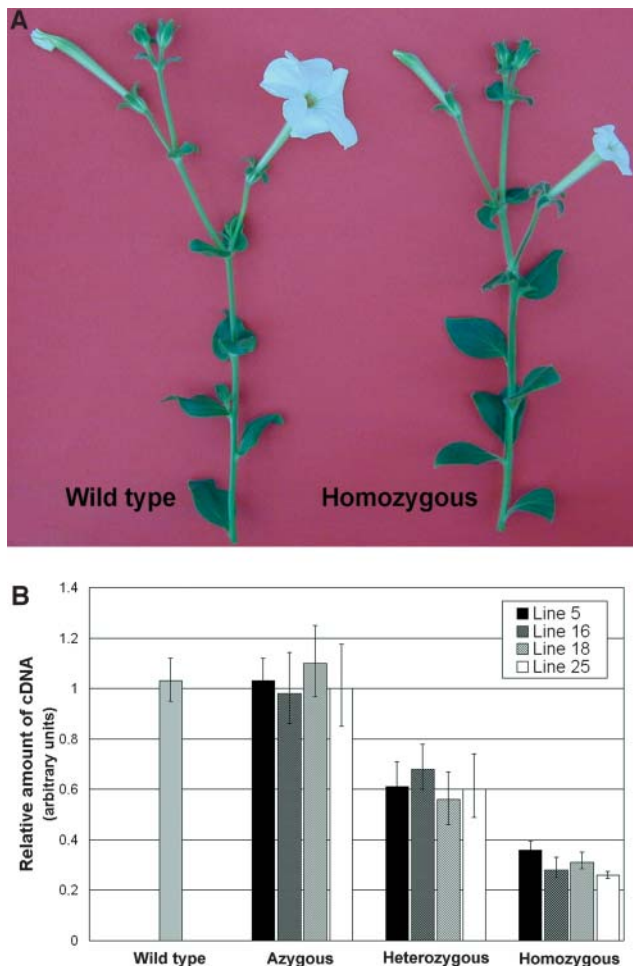 A
Wild type
Homozygous
B
Relative amount of cDNA
(arbitrary units)
1.4
1.2
1
0.8
0.6
0.4
0.2
0
Line 5
Line 16
Line 18
Line 25
Wild type
Azygous
Heterozygous
Homozygous